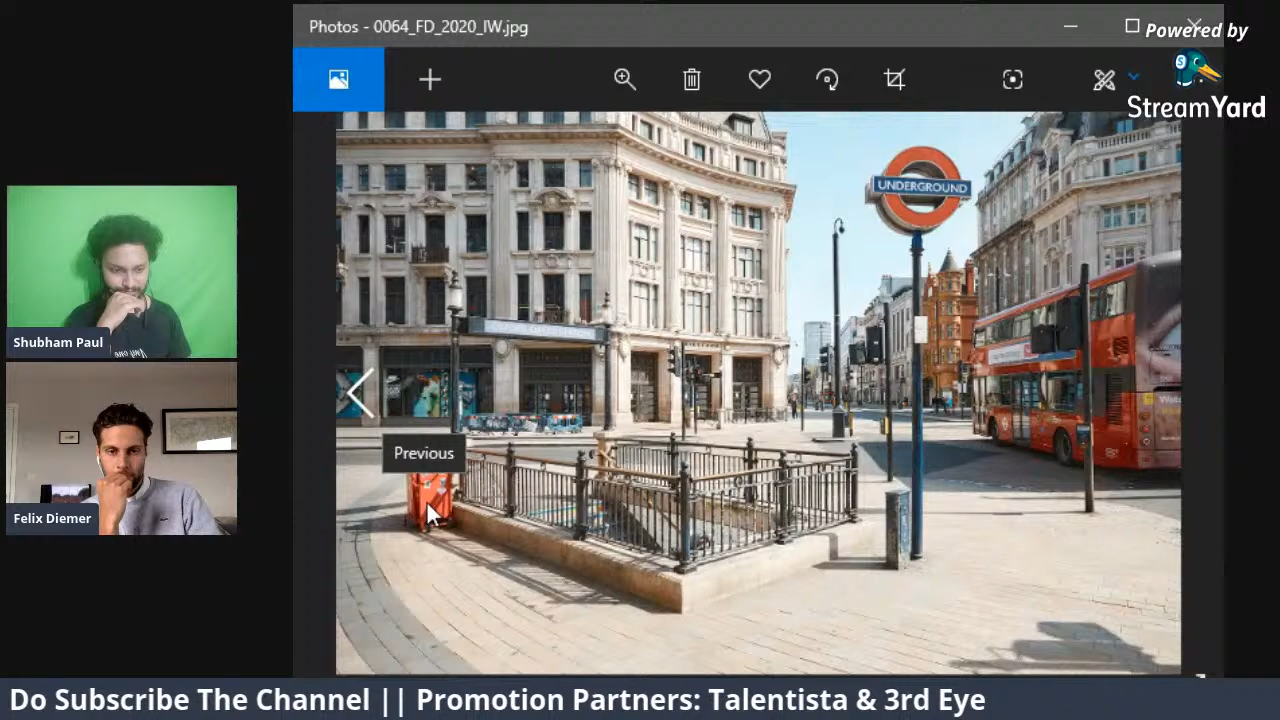 Photos - 0064_FD_2020_IW.jpg
Powered by
StreamYard
UNDERGROUND
Shubham Paul
Previous
Felix Diemer
Do Subscribe The Channel || Promotion Partners: Talentista & 3rd Eye